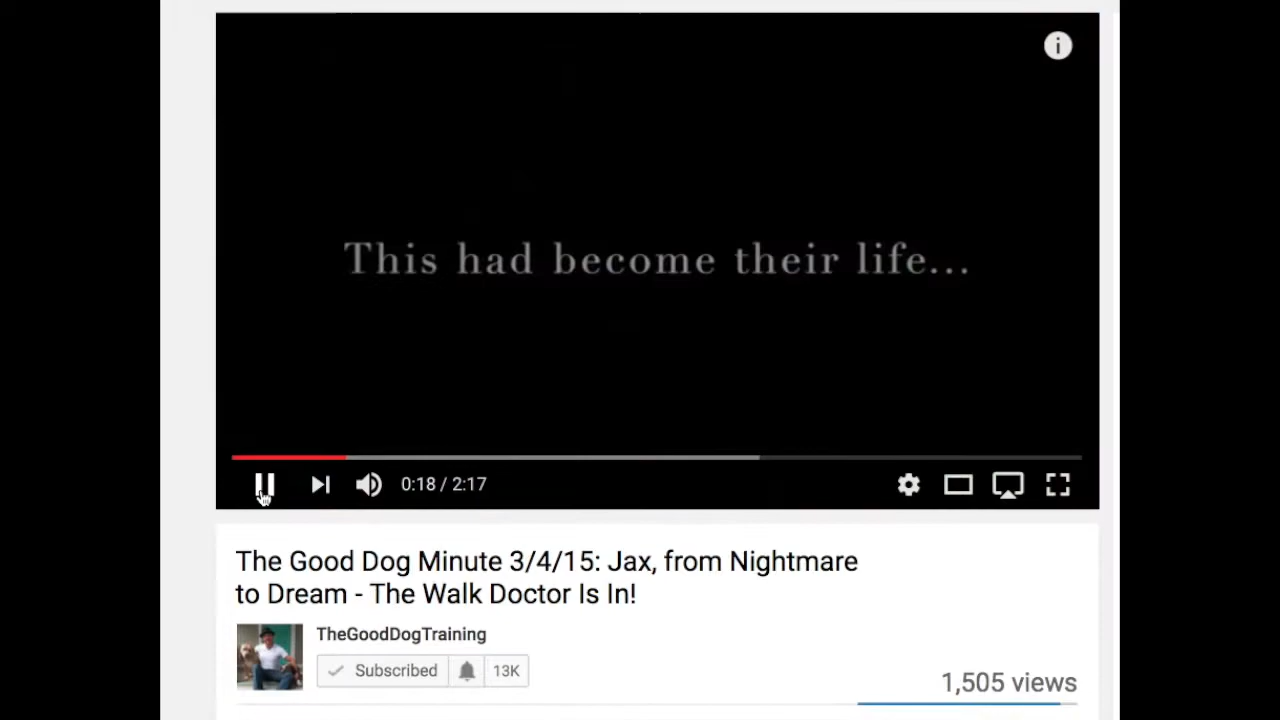 This had become their life...
0:18 / 2:17
The Good Dog Minute 3/4/15: Jax, from Nightmare
to Dream - The Walk Doctor Is In!
TheGoodDogTraining
Subscribed 13K
1,505 views